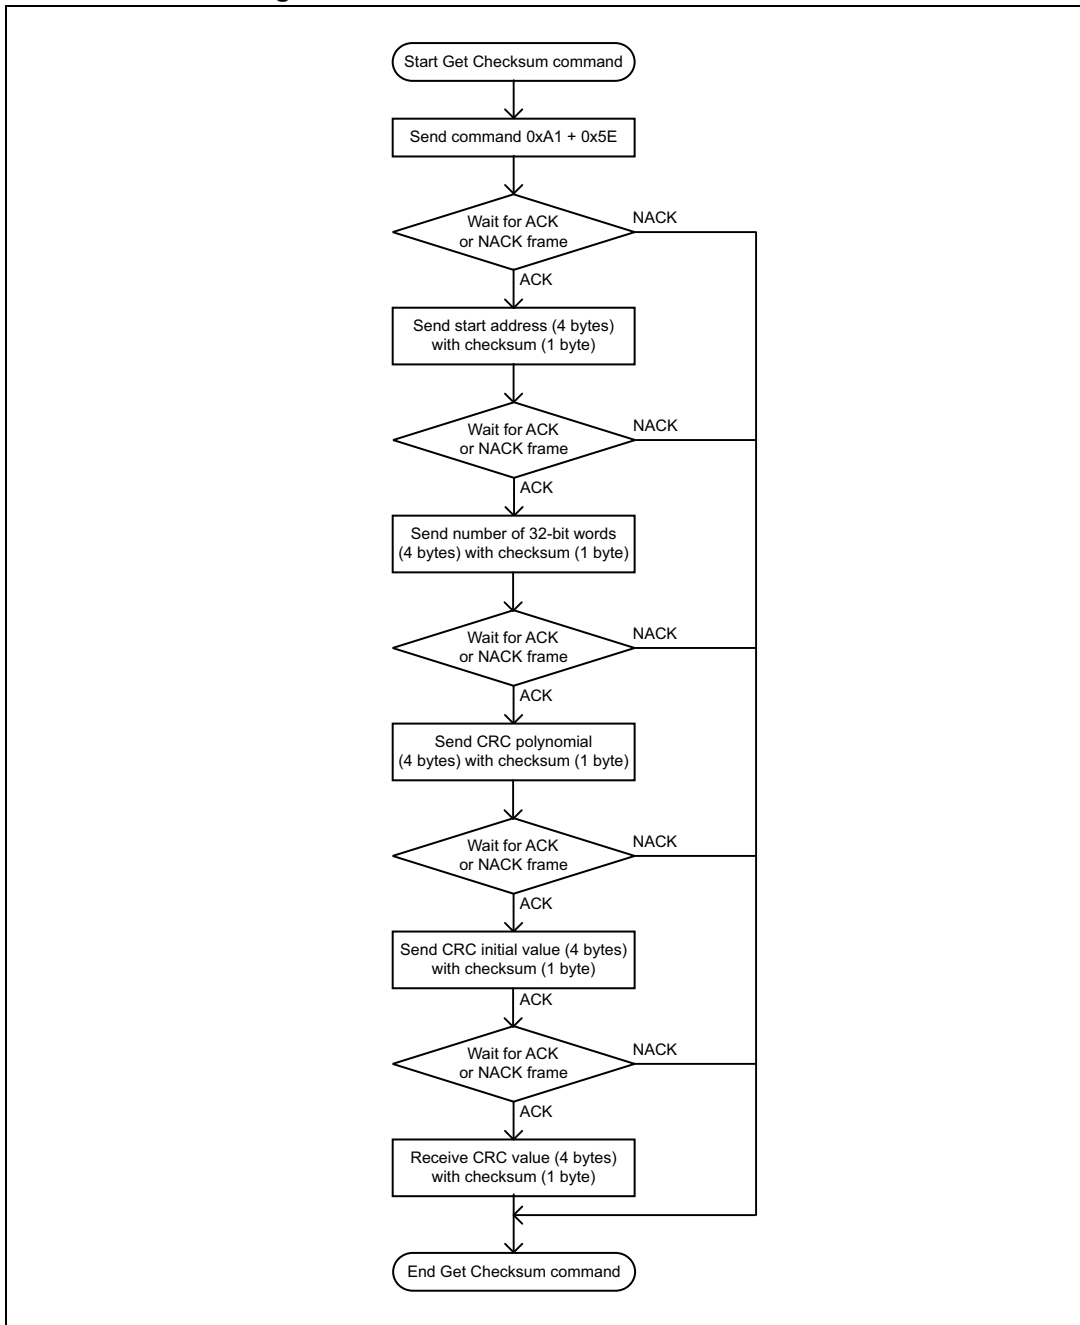 Start Get Checksum command
Send command 0xA1 + 0x5E
Wait for ACK
or NACK frame
NACK
ACK
Send start address (4 bytes)
with checksum (1 byte)
Wait for ACK
or NACK frame
NACK
ACK
Send number of 32-bit words
(4 bytes) with checksum (1 byte)
Wait for ACK
or NACK frame
NACK
ACK
Send CRC polynomial
(4 bytes) with checksum (1 byte)
Wait for ACK
or NACK frame
NACK
ACK
Send CRC initial value (4 bytes)
with checksum (1 byte)
ACK
Wait for ACK
or NACK frame
NACK
ACK
Receive CRC value (4 bytes)
with checksum (1 byte)
End Get Checksum command